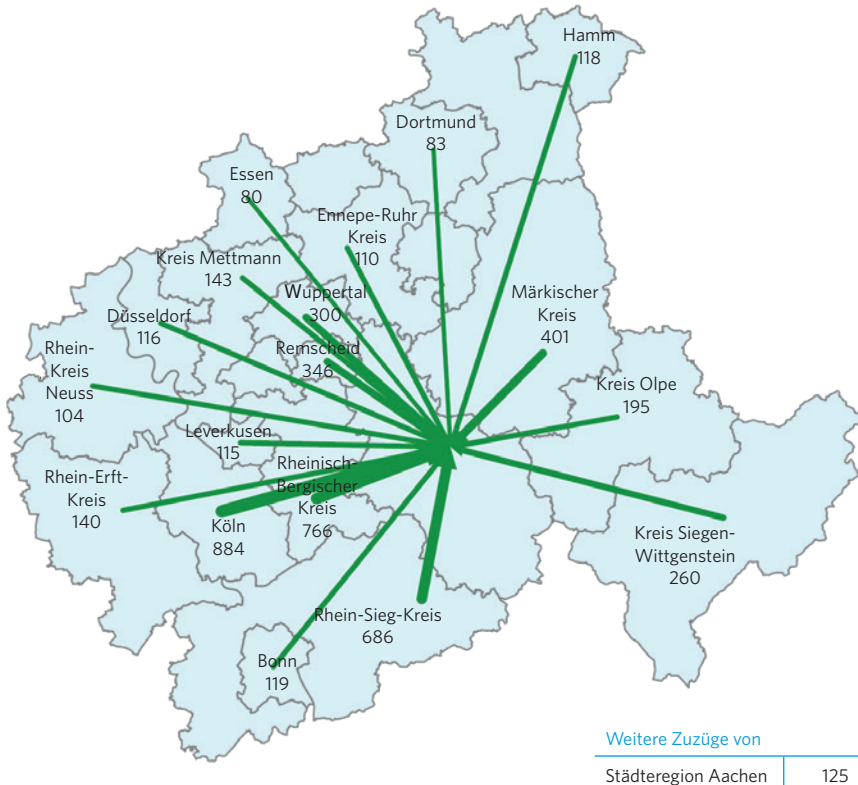 Hamm
118
Dortmund
83
Essen
80
Ennepe-Ruhr
Kreis
110
Kreis Mettmann
143
Wuppertal
300
Märkischer
Kreis
401
Düsseldorf
116
Remscheid
346
Rhein-
Kreis
Neuss
104
Kreis Olpe
195
Leverkusen
115
Rheinisch-
Bergischer
Kreis
766
Rhein-Erft-
Kreis
140
Köln
884
Kreis Siegen-
Wittgenstein
260
Rhein-Sieg-Kreis
686
Bonn
119
Weitere Zuzüge von
Städteregion Aachen 125